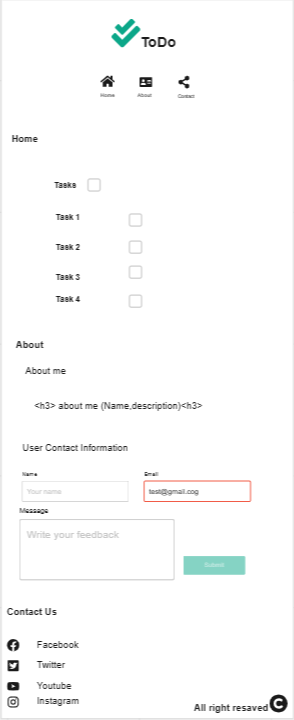 ToDo
Home About Contact
Home
Tasks
Task 1
Task 2
Task 3
Task 4
About
About me
<h3> about me (Name,description)<h3>
User Contact Information
Name Email
Your name test@gmail.cog
Message
Write your feedback
Submit
Contact Us
Facebook
Twitter
Youtube
Instagram
All right resaved C